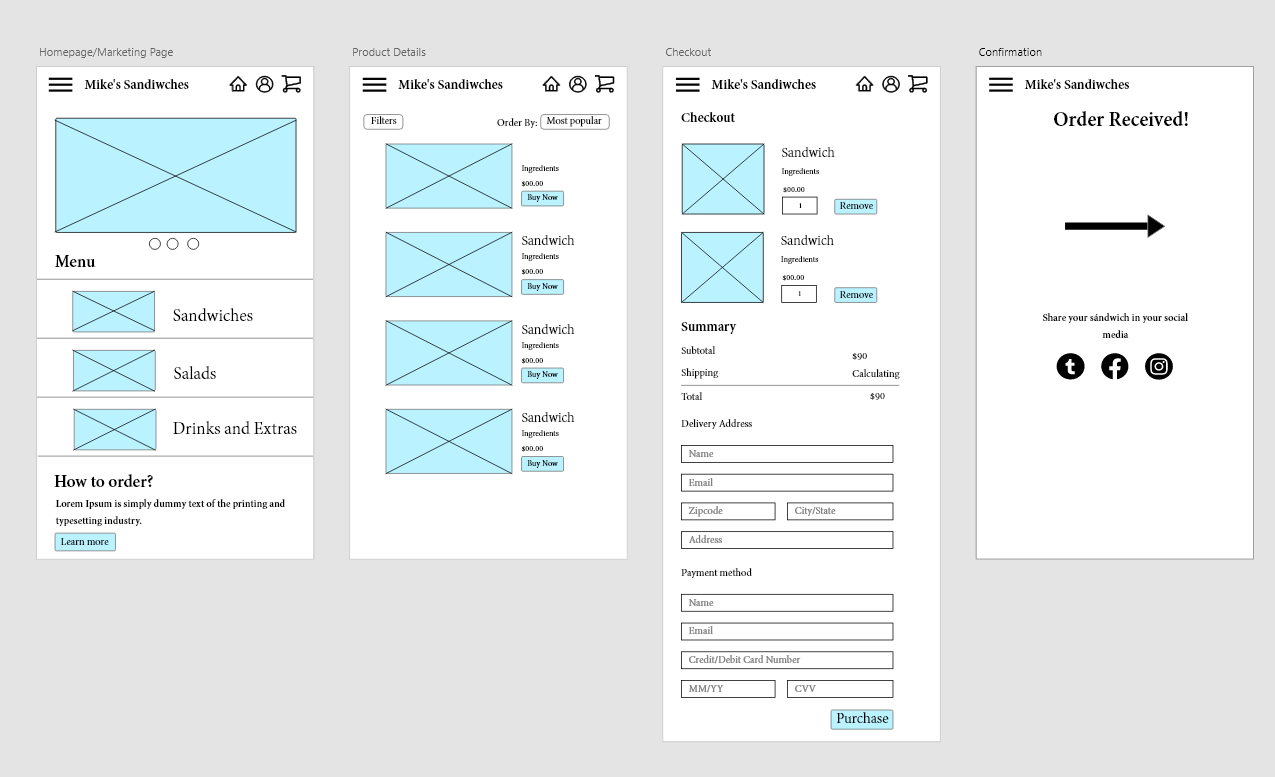 Homepage/Marketing Page
Mike's Sandiwches
Menu
Sandwiches
Salads
Drinks and Extras
How to order?
Lorem Ipsum is simply dummy text of the printing and
typesetting industry.
Learn more
Product Details
Mike's Sandiwches
Filters
Order By: Most popular
Ingredients
$00.00
Buy Now
Sandwich
Ingredients
$00.00
Buy Now
Sandwich
Ingredients
$00.00
Buy Now
Sandwich
Ingredients
$00.00
Buy Now
Checkout
Mike's Sandiwches
Checkout
Sandwich
Ingredients
$00.00
1 Remove
Sandwich
Ingredients
$00.00
1 Remove
Summary
Subtotal $90
Shipping Calculating
Total $90
Delivery Address
Name
Email
Zipcode City/State
Address
Payment method
Name
Email
Credit/Debit Card Number
MM/YY CVV
Purchase
Confirmation
Mike's Sandiwches
Order Received!
Share your sándwich in your social
media